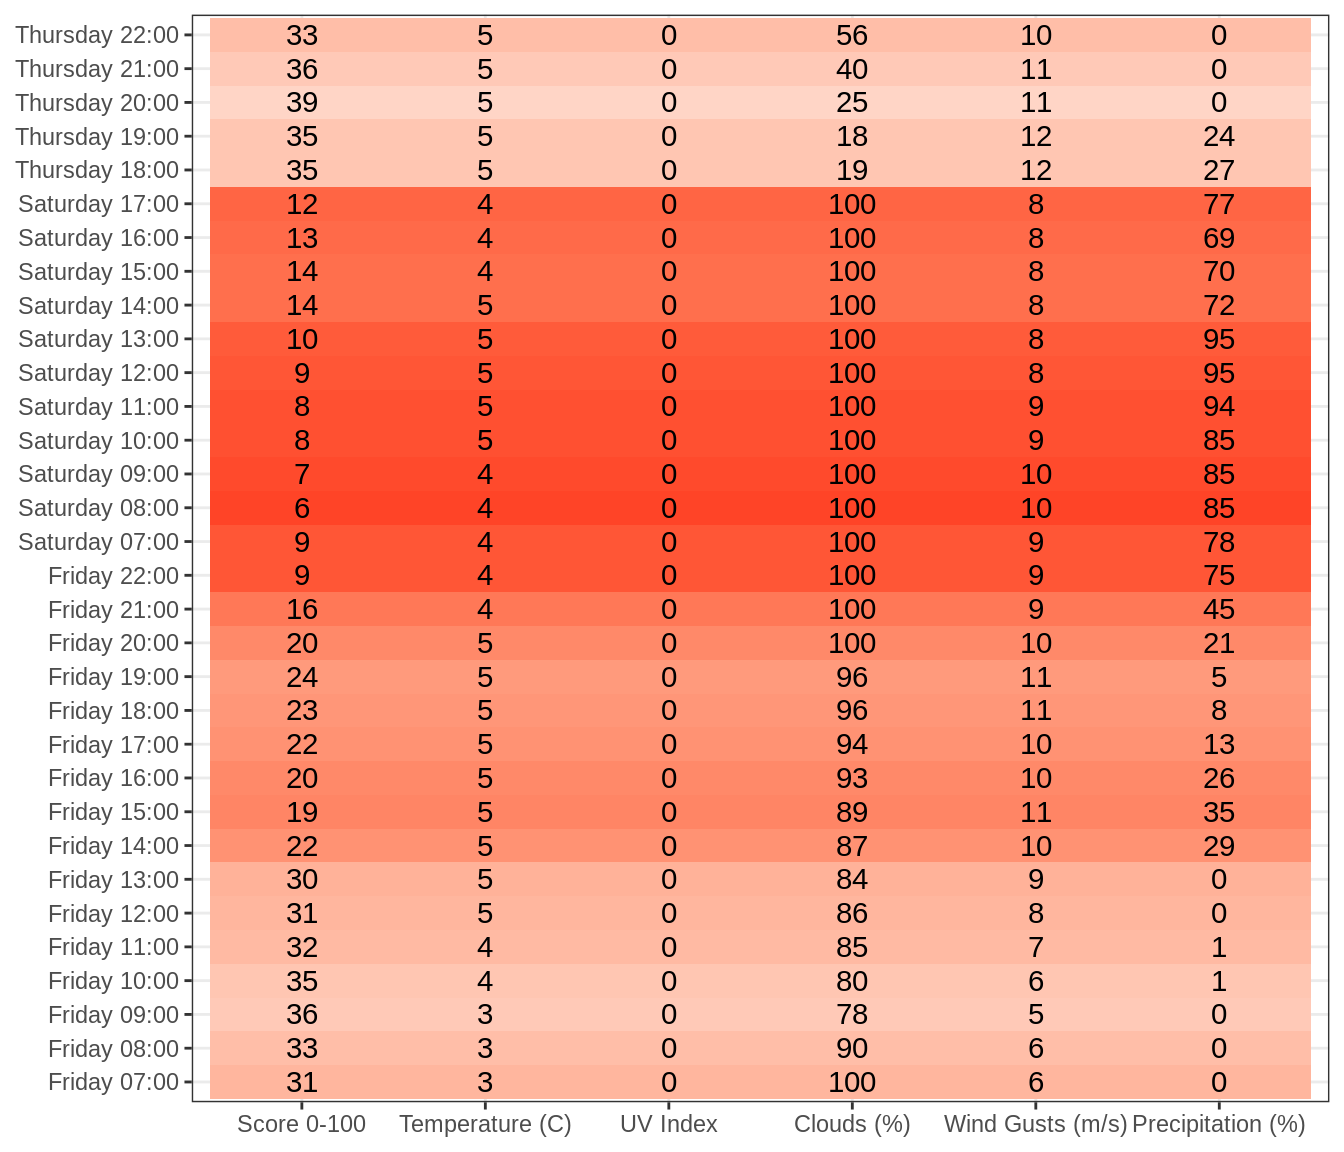 Thursday 22:00 33 5 0 56 10 0
Thursday 21:00 36 5 0 40 11 0
Thursday 20:00 39 5 0 25 11 0
Thursday 19:00 35 5 0 18 12 24
Thursday 18:00 35 5 0 19 12 27
Saturday 17:00 12 4 0 100 8 77
Saturday 16:00 13 4 0 100 8 69
Saturday 15:00 14 4 0 100 8 70
Saturday 14:00 14 5 0 100 8 72
Saturday 13:00 10 5 0 100 8 95
Saturday 12:00 9 5 0 100 8 95
Saturday 11:00 8 5 0 100 9 94
Saturday 10:00 8 5 0 100 9 85
Saturday 09:00 7 4 0 100 10 85
Saturday 08:00 6 4 0 100 10 85
Saturday 07:00 9 4 0 100 9 78
Friday 22:00 9 4 0 100 9 75
Friday 21:00 16 4 0 100 9 45
Friday 20:00 20 5 0 100 10 21
Friday 19:00 24 5 0 96 11 5
Friday 18:00 23 5 0 96 11 8
Friday 17:00 22 5 0 94 10 13
Friday 16:00 20 5 0 93 10 26
Friday 15:00 19 5 0 89 11 35
Friday 14:00 22 5 0 87 10 29
Friday 13:00 30 5 0 84 9 0
Friday 12:00 31 5 0 86 8 0
Friday 11:00 32 4 0 85 7 1
Friday 10:00 35 4 0 80 6 1
Friday 09:00 36 3 0 78 5 0
Friday 08:00 33 3 0 90 6 0
Friday 07:00 31 3 0 100 6 0
Score 0-100 Temperature (C) UV Index Clouds (%) Wind Gusts (m/s) Precipitation (%)